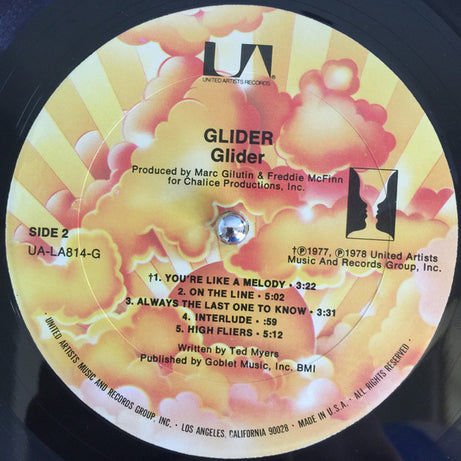 UA®
UNITED ARTISTS RECORDS
GLIDER
Glider
Produced by Marc Gilutin & Freddie McFinn
for Chalice Productions, Inc.
SIDE 2
UA-LA814-G
†℗1977, ℗1978 United Artists
Music And Records Group, Inc.
†1. YOU'RE LIKE A MELODY • 3:22
2. ON THE LINE • 5:02
3. ALWAYS THE LAST ONE TO KNOW • 3:31
4. INTERLUDE • :59
5. HIGH FLIERS • 5:12
Written by Ted Myers
Published by Goblet Music, Inc. BMI
• UNITED ARTISTS MUSIC AND RECORDS GROUP, INC. • LOS ANGELES, CALIFORNIA 90028 • MADE IN U.S.A. • ALL RIGHTS RESERVED •